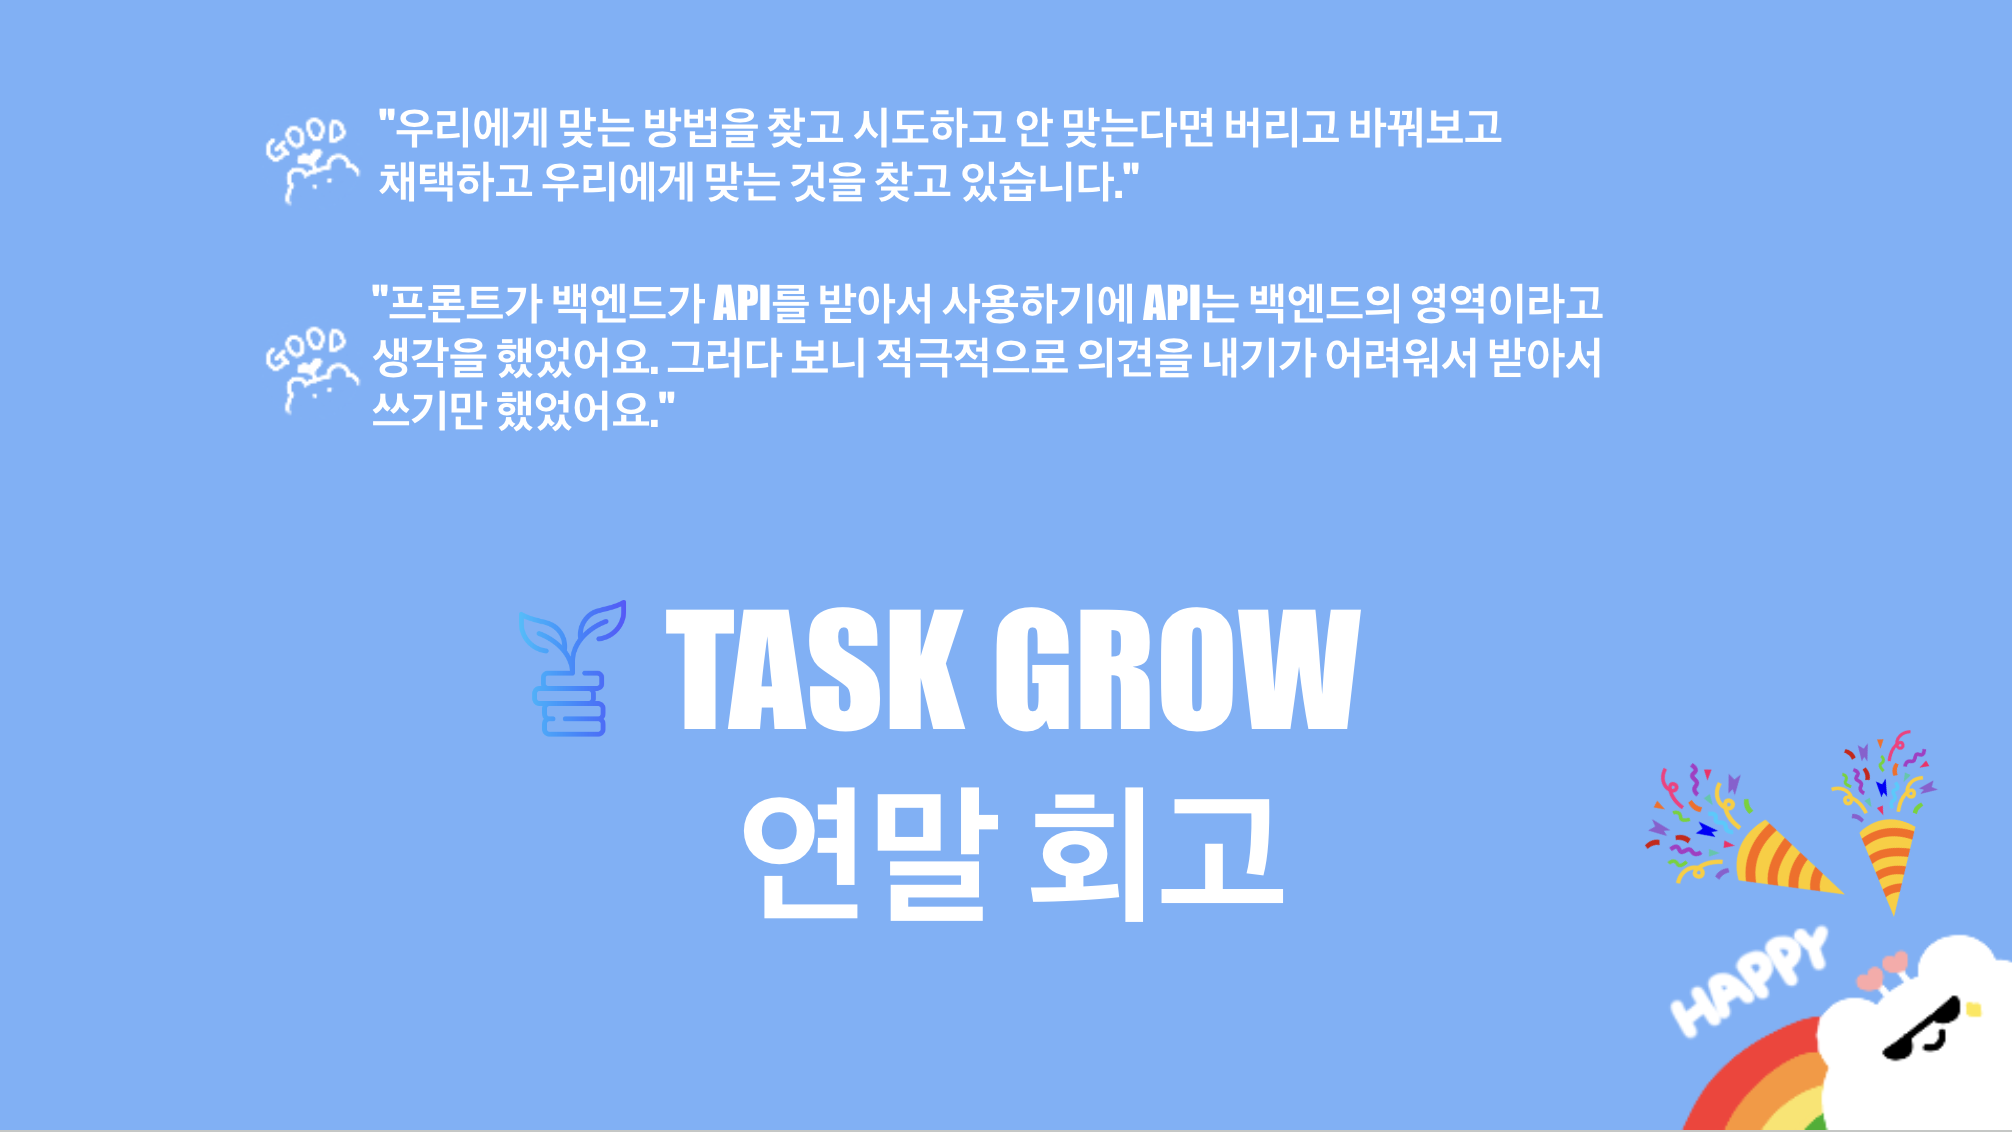 GOOD
"우리에게 맞는 방법을 찾고 시도하고 안 맞는다면 버리고 바꿔보고
채택하고 우리에게 맞는 것을 찾고 있습니다."
GOOD
"프론트가 백엔드가 API를 받아서 사용하기에 API는 백엔드의 영역이라고
생각을 했었어요. 그러다 보니 적극적으로 의견을 내기가 어려워서 받아서
쓰기만 했었어요."
TASK GROW
연말 회고
HAPPY